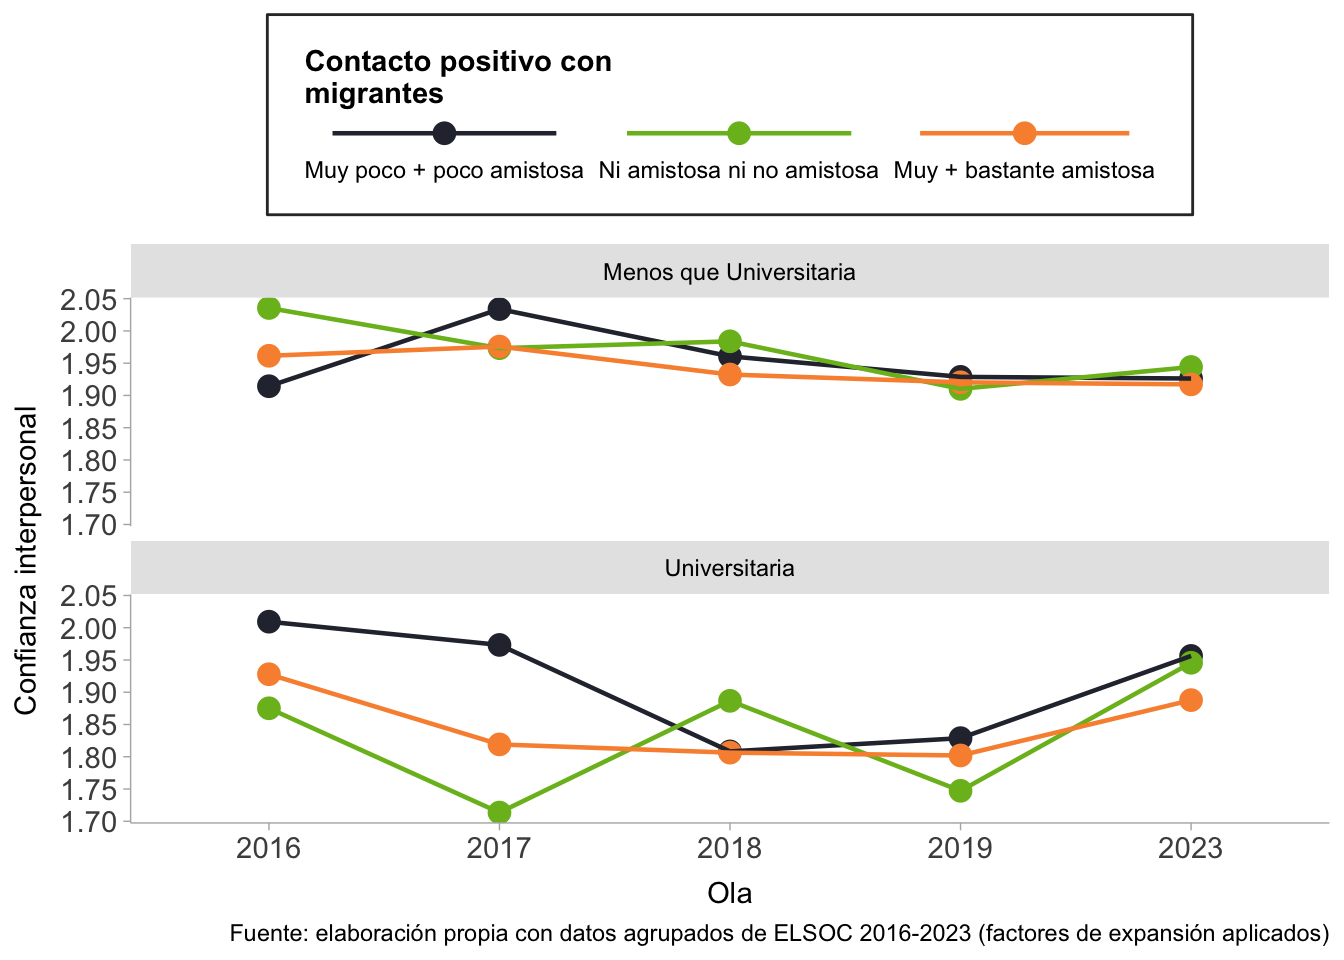 Contacto positivo con
migrantes
Muy poco + poco amistosa
Ni amistosa ni no amistosa
Muy + bastante amistosa
Menos que Universitaria
2.05
2.00
1.95
1.90
1.85
1.80
1.75
1.70
Confianza interpersonal
Universitaria
2.05
2.00
1.95
1.90
1.85
1.80
1.75
1.70
2016 2017 2018 2019 2023
Ola
Fuente: elaboración propia con datos agrupados de ELSOC 2016-2023 (factores de expansión aplicados)